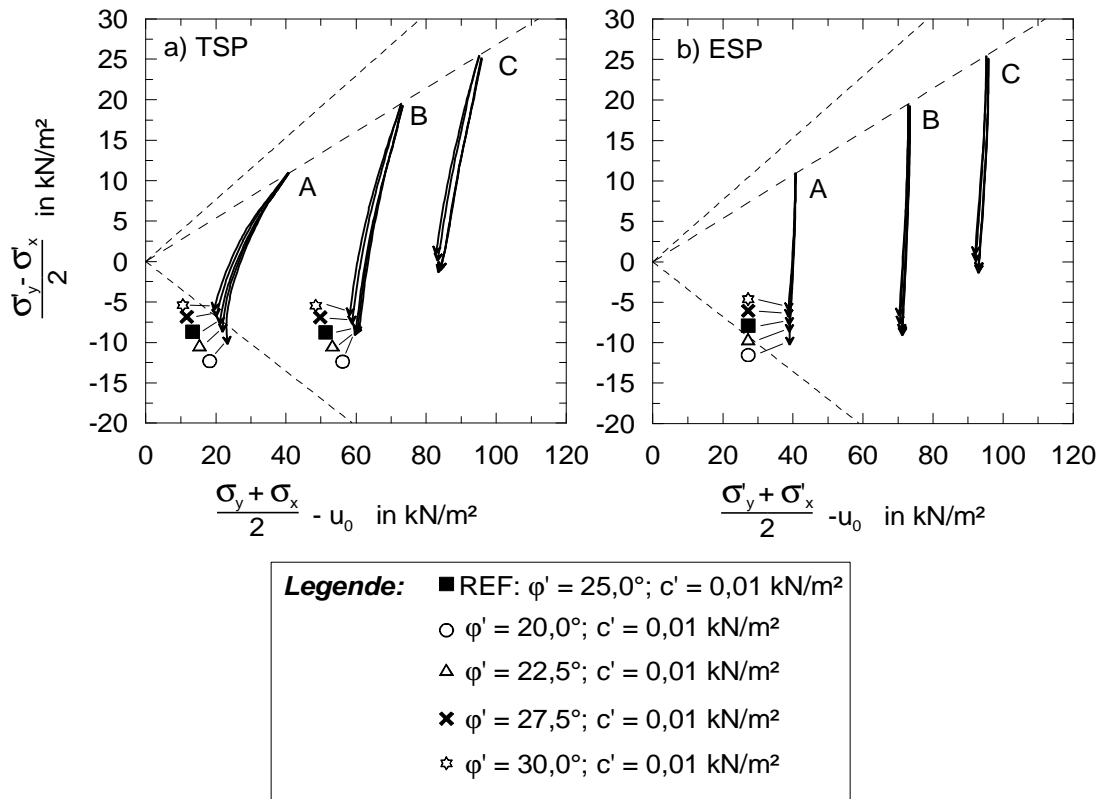 a) TSP
A
B
C
30
25
20
15
10
5
0
-5
-10
-15
-20
0 20 40 60 80 100 120
σ'y - σ'x
2
in kN/m²
σy + σx
2
- u₀ in kN/m²
b) ESP
A
B
C
30
25
20
15
10
5
0
-5
-10
-15
-20
0 20 40 60 80 100 120
σ'y + σ'x
2
-u₀ in kN/m²
Legende:
REF: φ' = 25,0°; c' = 0,01 kN/m²
φ' = 20,0°; c' = 0,01 kN/m²
φ' = 22,5°; c' = 0,01 kN/m²
φ' = 27,5°; c' = 0,01 kN/m²
φ' = 30,0°; c' = 0,01 kN/m²